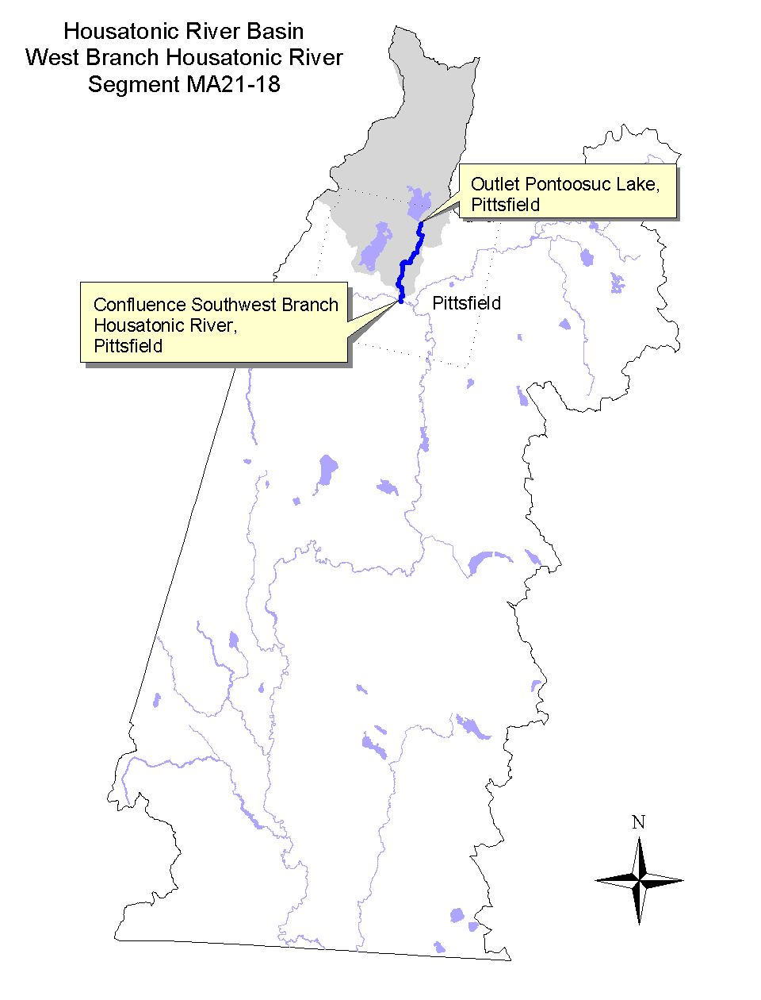 Housatonic River Basin
West Branch Housatonic River
Segment MA21-18
Outlet Pontoosuc Lake,
Pittsfield
Confluence Southwest Branch
Housatonic River,
Pittsfield
Pittsfield
N